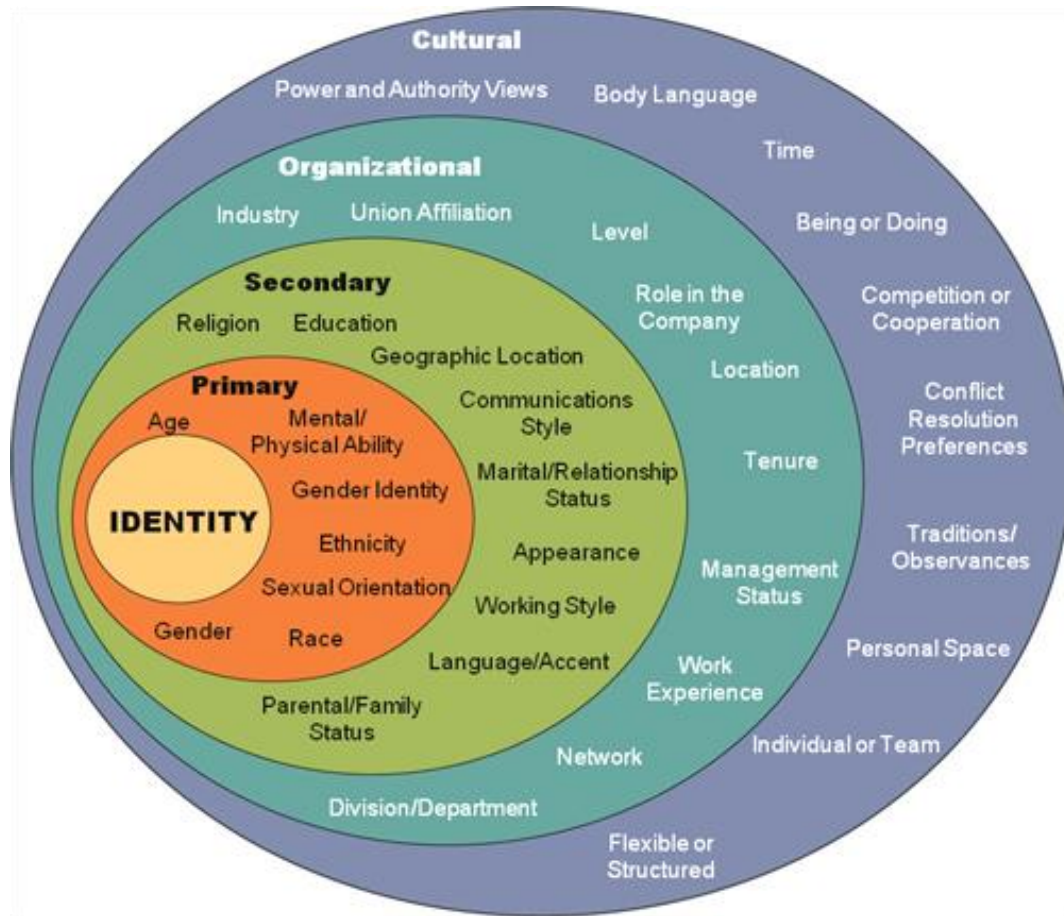 Cultural
Power and Authority Views
Body Language
Time
Being or Doing
Competition or
Cooperation
Conflict
Resolution
Preferences
Traditions/
Observances
Personal Space
Individual or Team
Flexible or
Structured
Organizational
Industry
Union Affiliation
Level
Role in the
Company
Location
Tenure
Management
Status
Work
Experience
Network
Division/Department
Secondary
Religion
Education
Geographic Location
Communications
Style
Marital/Relationship
Status
Appearance
Working Style
Language/Accent
Parental/Family
Status
Primary
Age
Mental/
Physical Ability
Gender Identity
Ethnicity
Sexual Orientation
Race
Gender
IDENTITY